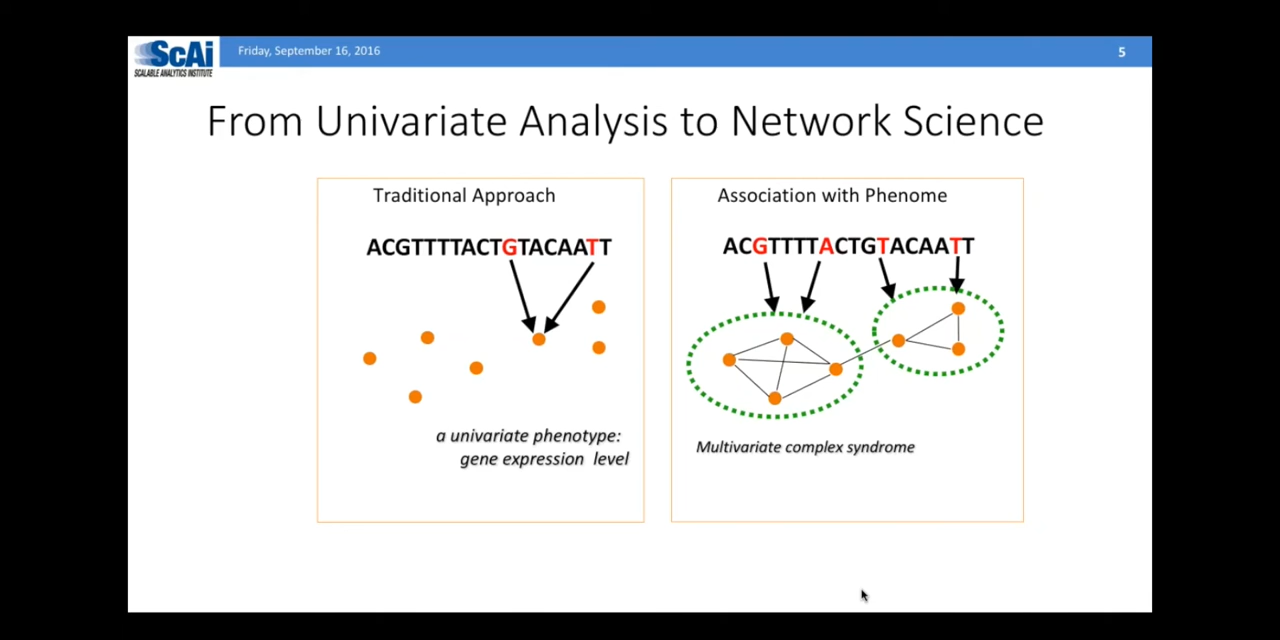 ScAi
SCALABLE ANALYTICS INSTITUTE
Friday, September 16, 2016
5
From Univariate Analysis to Network Science
Traditional Approach
ACGTTTTACTGTACAATT
a univariate phenotype:
gene expression level
Association with Phenome
ACGTTTTACTGTACAATT
Multivariate complex syndrome